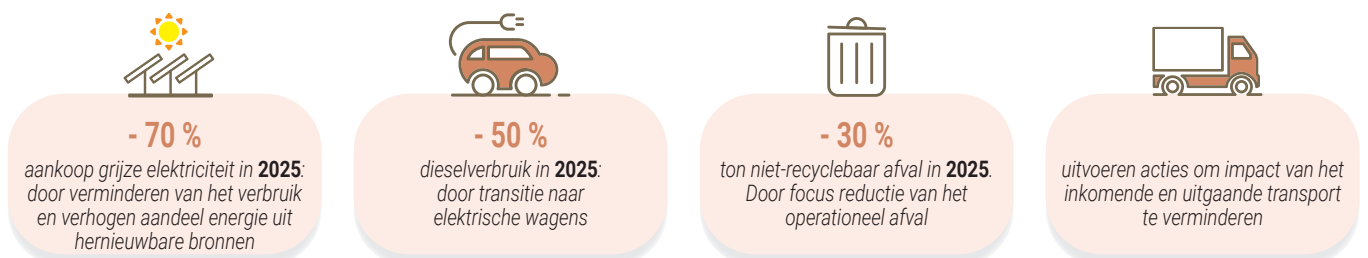 - 70 %
aankoop grijze elektriciteit in 2025:
door verminderen van het verbruik
en verhogen aandeel energie uit
hernieuwbare bronnen
- 50 %
dieselverbruik in 2025:
door transitie naar
elektrische wagens
- 30 %
ton niet-recyclebaar afval in 2025.
Door focus reductie van het
operationeel afval
uitvoeren acties om impact van het
inkomende en uitgaande transport
te verminderen